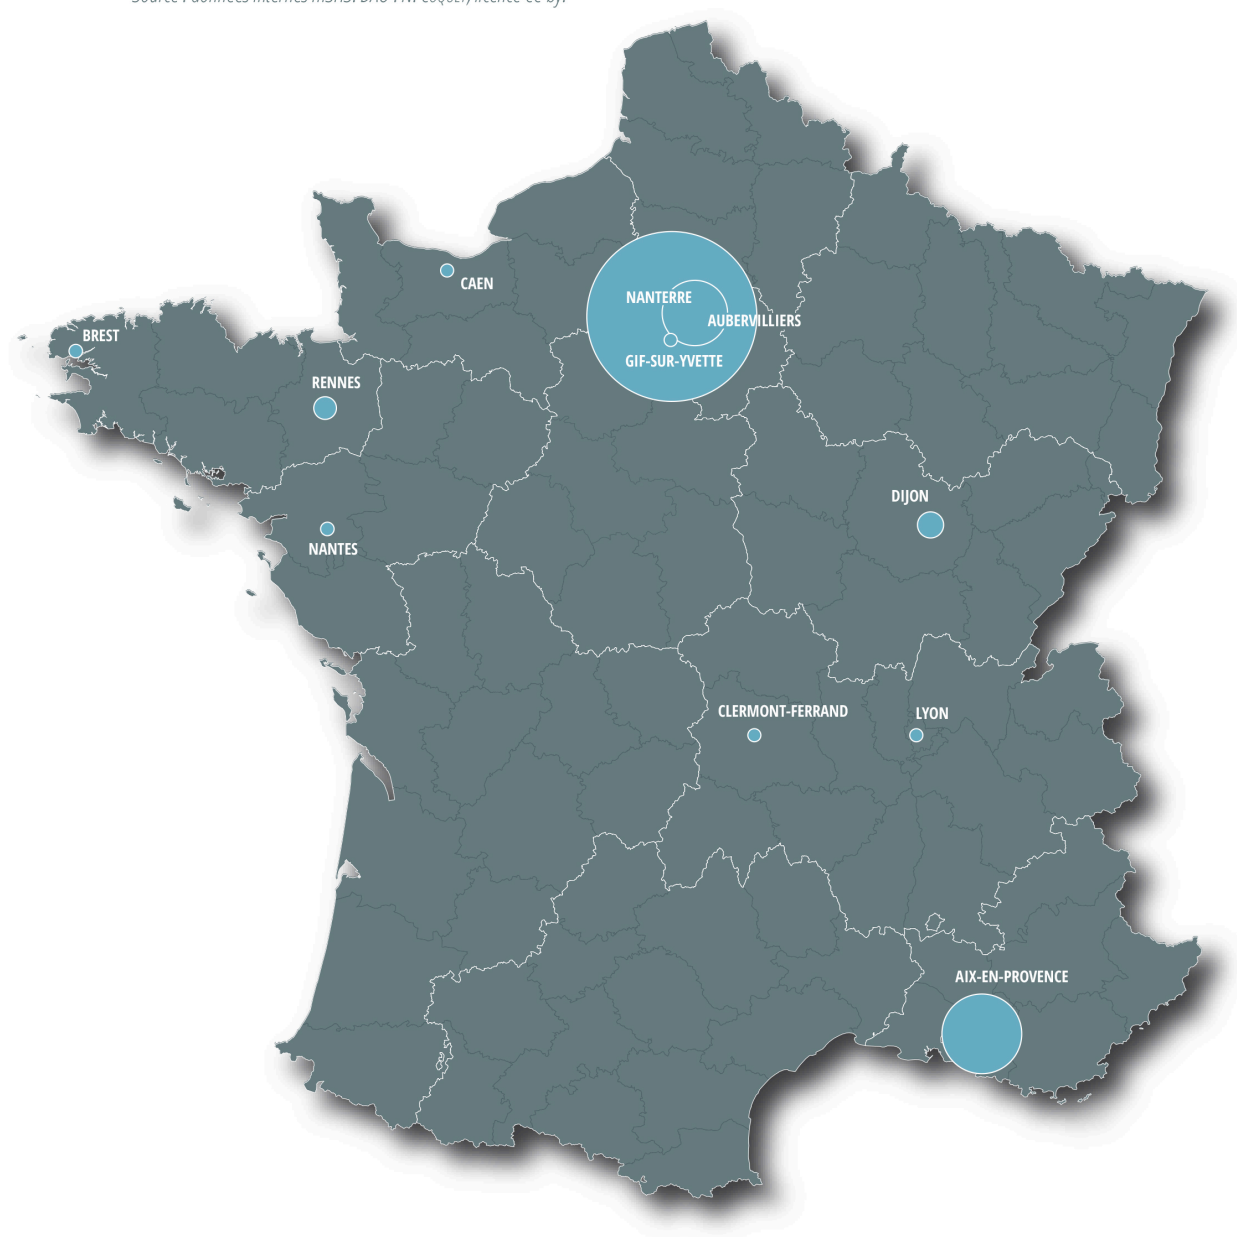 CAEN
NANTERRE
AUBERVILLIERS
BREST
GIF-SUR-YVETTE
RENNES
DIJON
NANTES
CLERMONT-FERRAND
LYON
AIX-EN-PROVENCE